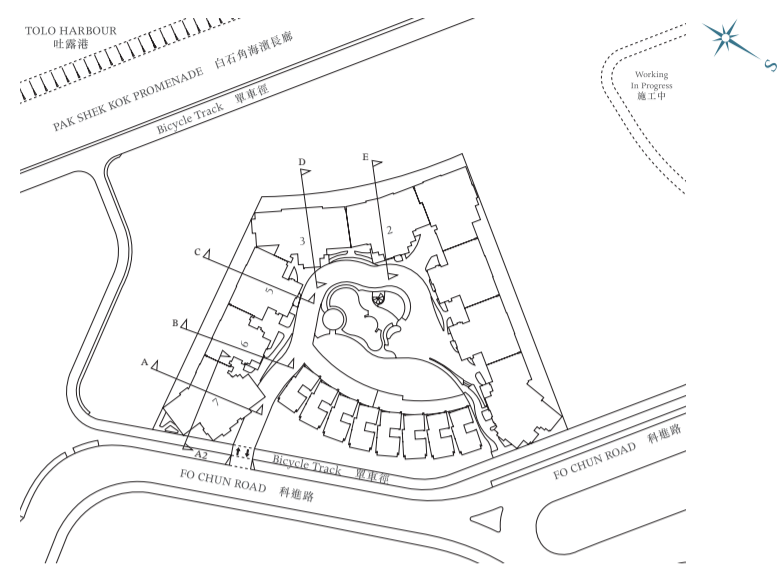 TOLO HARBOUR
吐露港
PAK SHEK KOK PROMENADE 白石角海濱長廊
Bicycle Track 單車徑
Working
In Progress
施工中
S
D
E
C
B
A
3
2
5
6
7
A2
Bicycle Track 單車徑
FO CHUN ROAD 科進路
FO CHUN ROAD 科進路